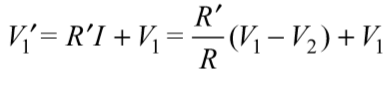 V₁′ = R′I + V₁ = R′/R (V₁ − V₂) + V₁